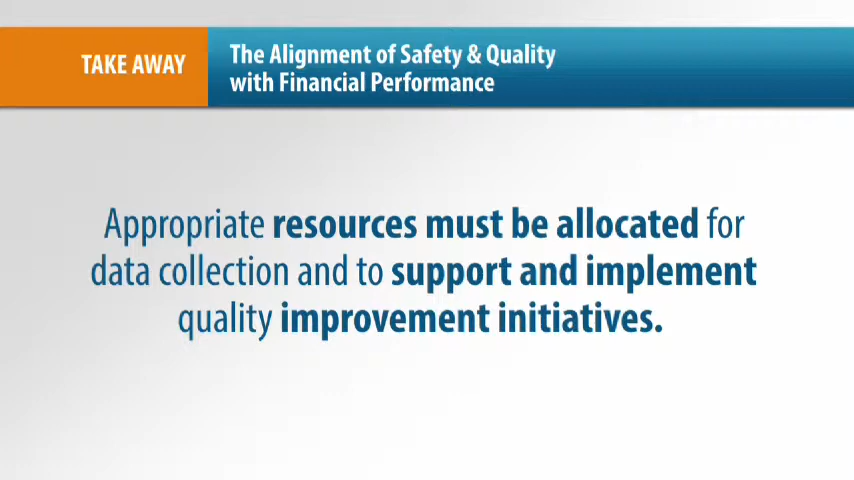 TAKE AWAY
The Alignment of Safety & Quality
with Financial Performance
Appropriate resources must be allocated for
data collection and to support and implement
quality improvement initiatives.